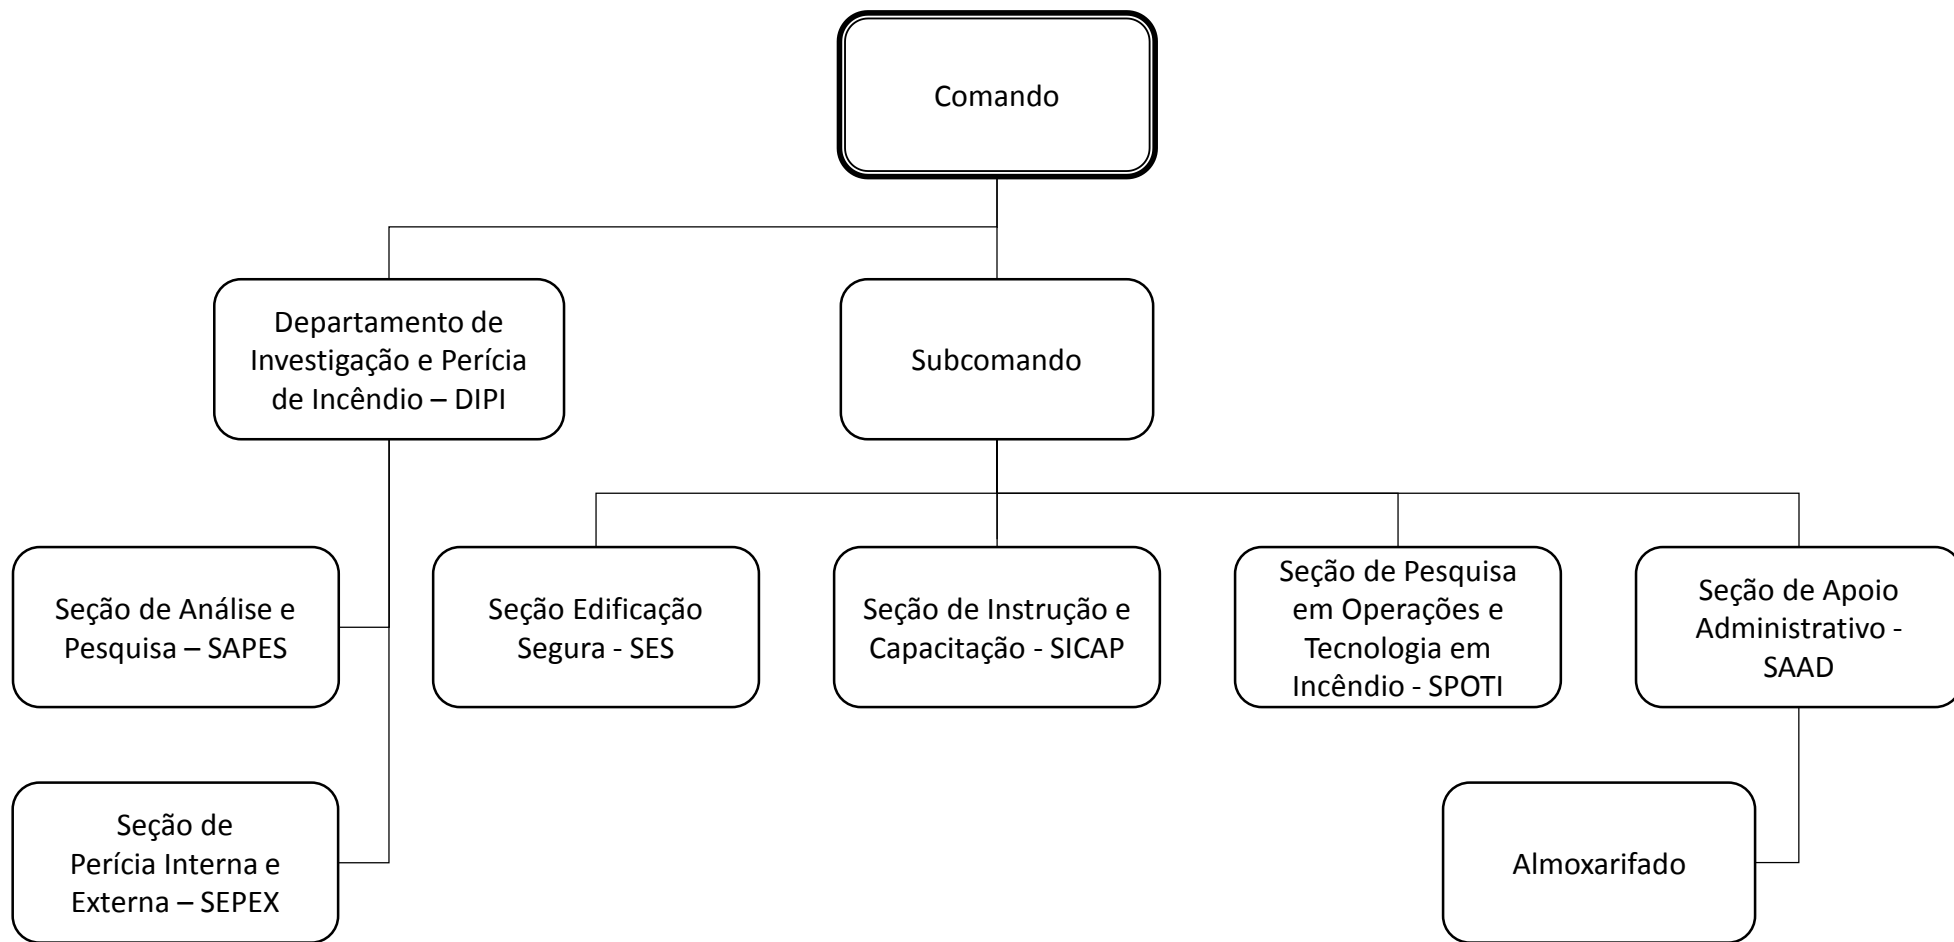 Comando
Departamento de
Investigação e Perícia
de Incêndio – DIPI
Subcomando
Seção de Análise e
Pesquisa – SAPES
Seção Edificação
Segura - SES
Seção de Instrução e
Capacitação - SICAP
Seção de Pesquisa
em Operações e
Tecnologia em
Incêndio - SPOTI
Seção de Apoio
Administrativo -
SAAD
Seção de
Perícia Interna e
Externa – SEPEX
Almoxarifado